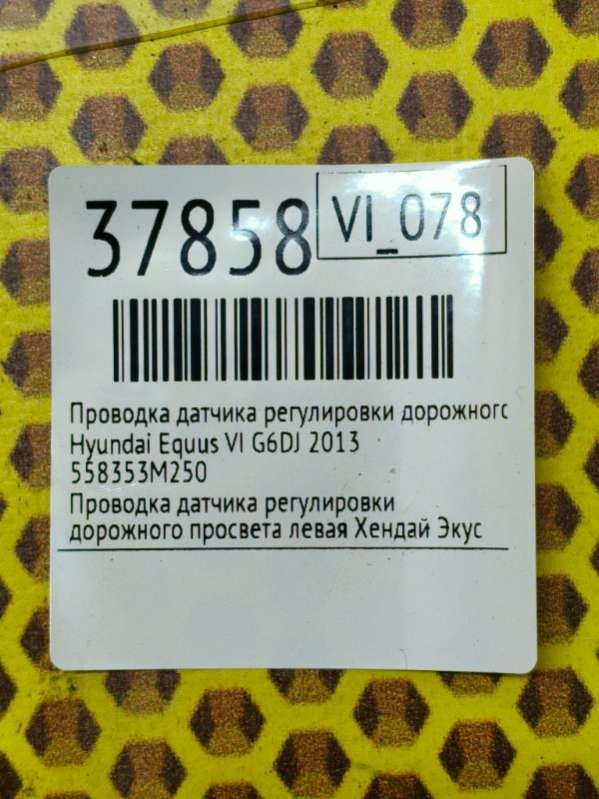 37858
VI_078
Проводка датчика регулировки дорожногс
Hyundai Equus VI G6DJ 2013
558353M250
Проводка датчика регулировки
дорожного просвета левая Хендай Экус